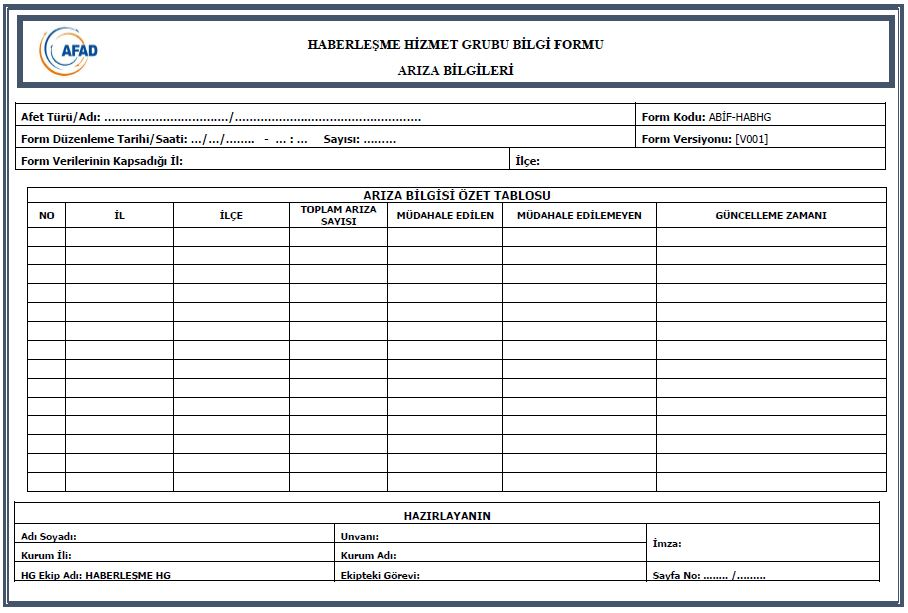 AFAD
HABERLEŞME HİZMET GRUBU BİLGİ FORMU
ARIZA BİLGİLERİ
Afet Türü/Adı: ................................../...................................................
Form Kodu: ABİF-HABHG
Form Düzenleme Tarihi/Saati: .../.../........ - ... : ... Sayısı: .........
Form Versiyonu: [V001]
Form Verilerinin Kapsadığı İl:
İlçe:
ARIZA BİLGİSİ ÖZET TABLOSU
NO
İL
İLÇE
TOPLAM ARIZA
SAYISI
MÜDAHALE EDİLEN
MÜDAHALE EDİLEMEYEN
GÜNCELLEME ZAMANI
HAZIRLAYANIN
Adı Soyadı:
Unvanı:
İmza:
Kurum İli:
Kurum Adı:
HG Ekip Adı: HABERLEŞME HG
Ekipteki Görevi:
Sayfa No: ........ /.........